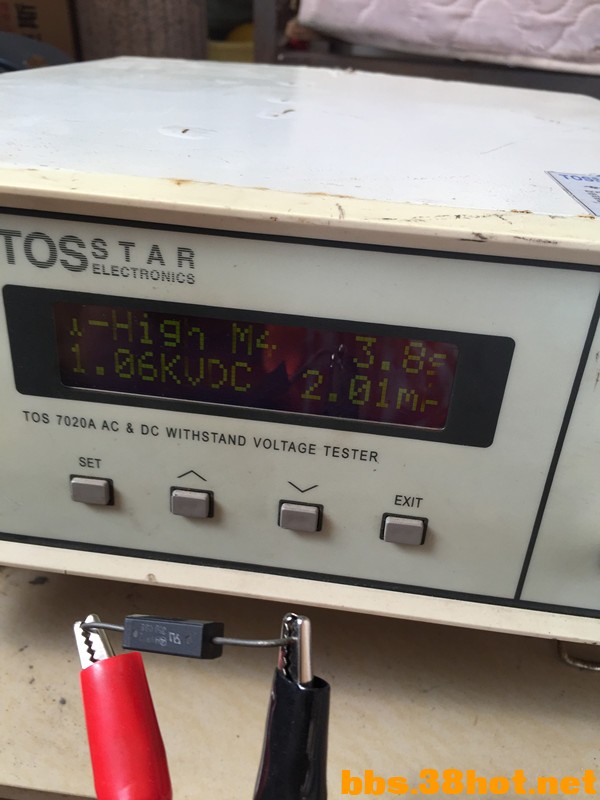 TOS STAR
ELECTRONICS
-High M4 3.8s
1.06KVDC 2.01m
TOS 7020A AC & DC WITHSTAND VOLTAGE TESTER
SET
EXIT
bbs.38hot.net